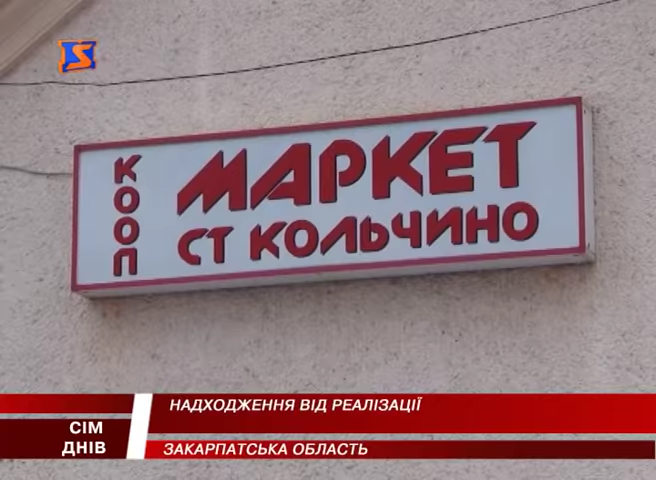 КООП
МАРКЕТ
СТ КОЛЬЧИНО
НАДХОДЖЕННЯ ВІД РЕАЛІЗАЦІЇ
СІМ
ДНІВ
ЗАКАРПАТСЬКА ОБЛАСТЬ